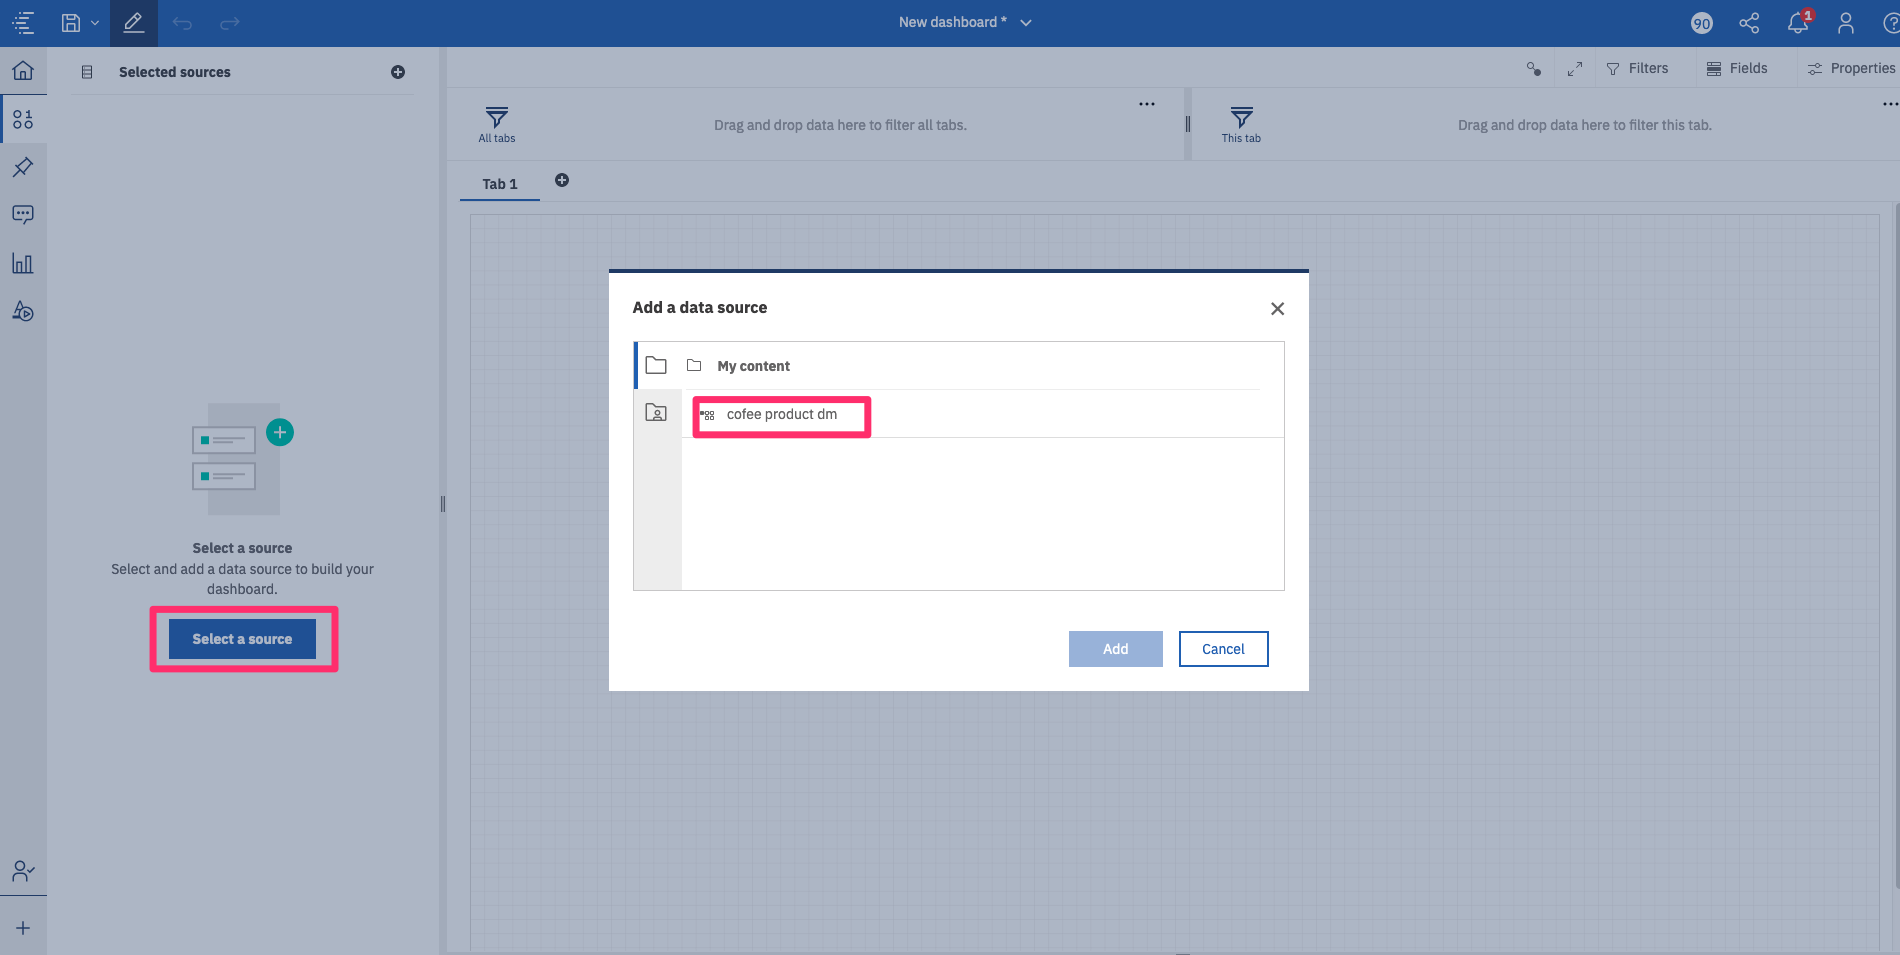 New dashboard *
90
1
Selected sources
Filters
Fields
Properties
All tabs
Drag and drop data here to filter all tabs.
This tab
Drag and drop data here to filter this tab.
Tab 1
Add a data source
My content
cofee product dm
Add
Cancel
Select a source
Select and add a data source to build your
dashboard.
Select a source